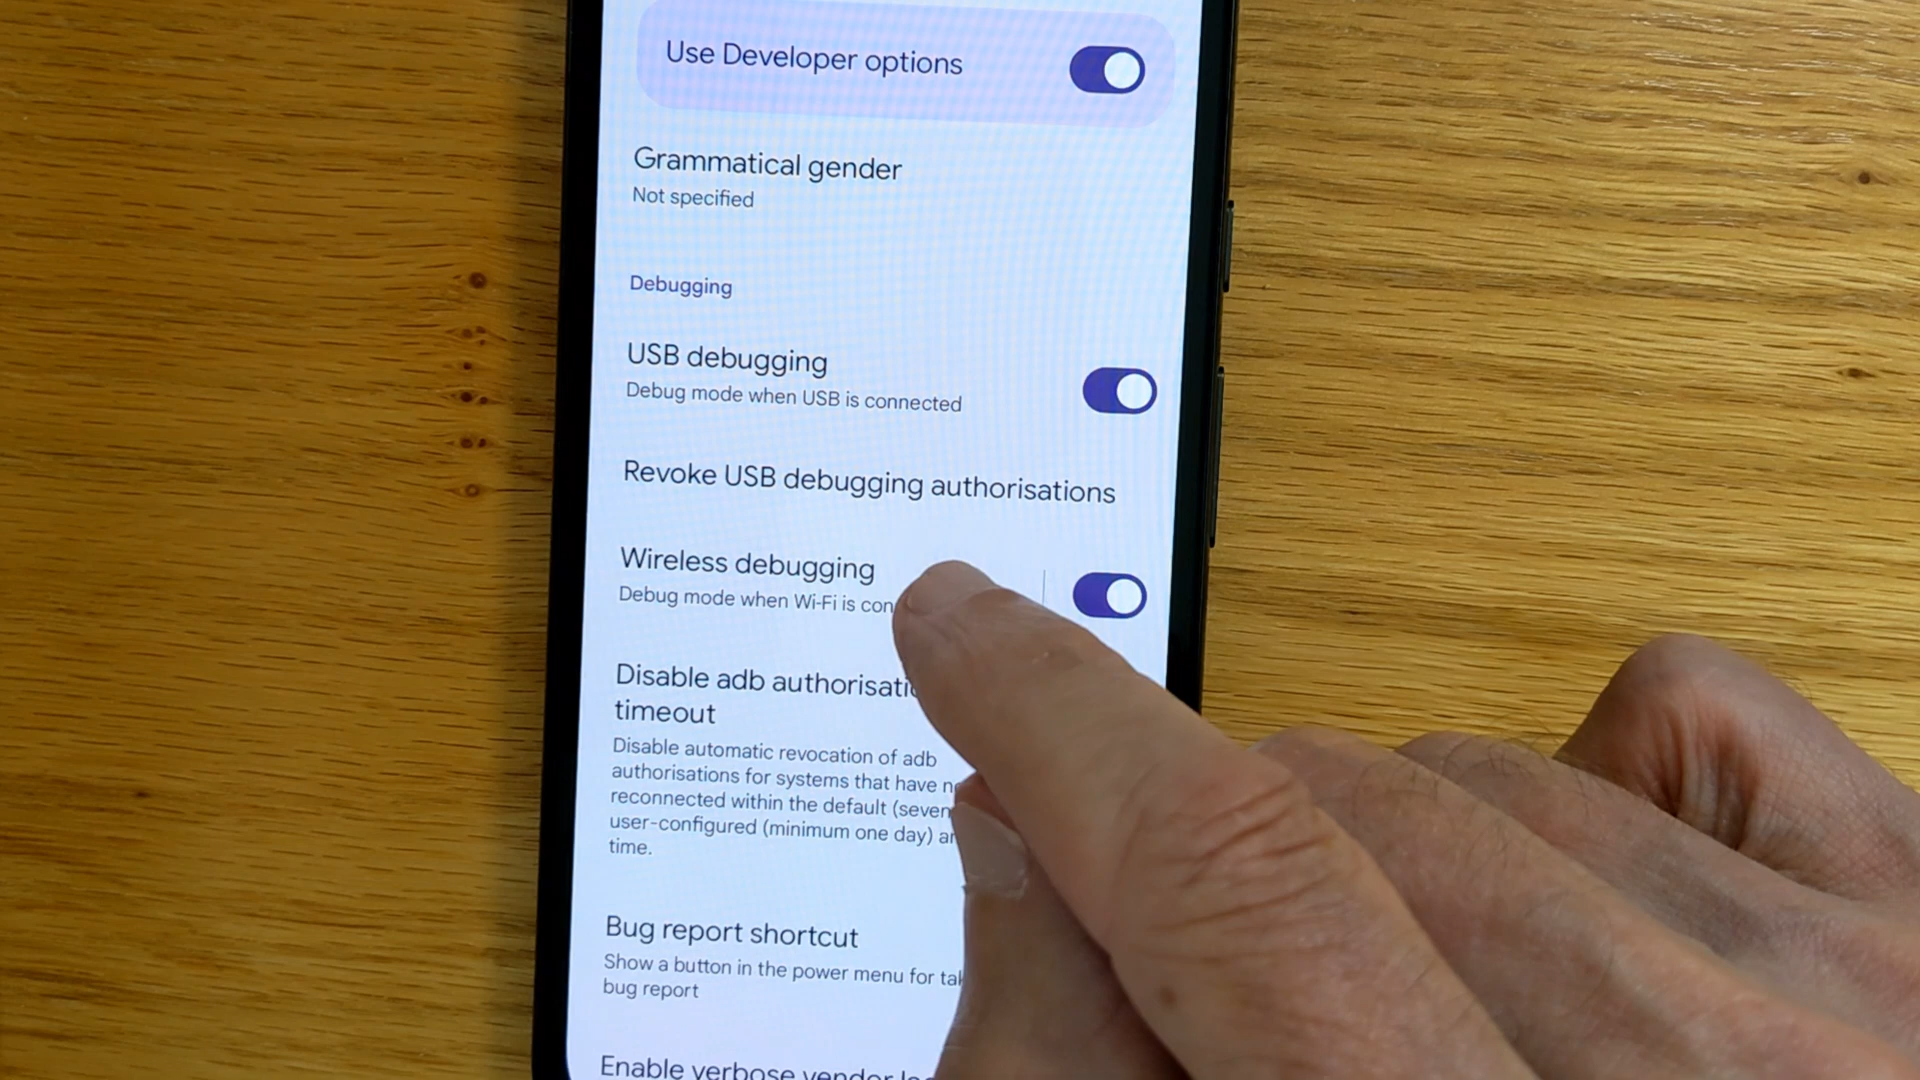 Use Developer options
Grammatical gender
Not specified
Debugging
USB debugging
Debug mode when USB is connected
Revoke USB debugging authorisations
Wireless debugging
Debug mode when Wi-Fi is
Disable adb
timeout
Disable automatic revocation of adb
authorisations for systems that have
reconnected within the default (seven
user-configured (minimum one day)
time.
Bug report shortcut
Show a button in the power menu for
bug report
Enable verbose vendor